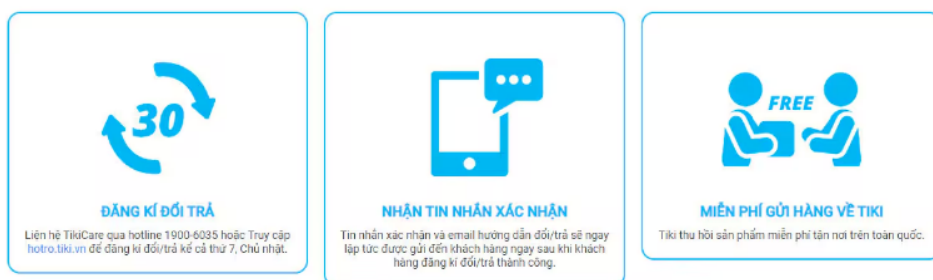 30
ĐĂNG KÍ ĐỔI TRẢ
Liên hệ TikiCare qua hotline 1900-6035 hoặc Truy cập
hotro.tiki.vn để đăng kí đổi/trả kể cả thứ 7, Chủ nhật.
NHẬN TIN NHẮN XÁC NHẬN
Tin nhắn xác nhận và email hướng dẫn đổi/trả sẽ ngay
lập tức được gửi đến khách hàng ngay sau khi khách
hàng đăng kí đổi/trả thành công.
FREE
MIỄN PHÍ GỬI HÀNG VỀ TIKI
Tiki thu hồi sản phẩm miễn phí tận nơi trên toàn quốc.